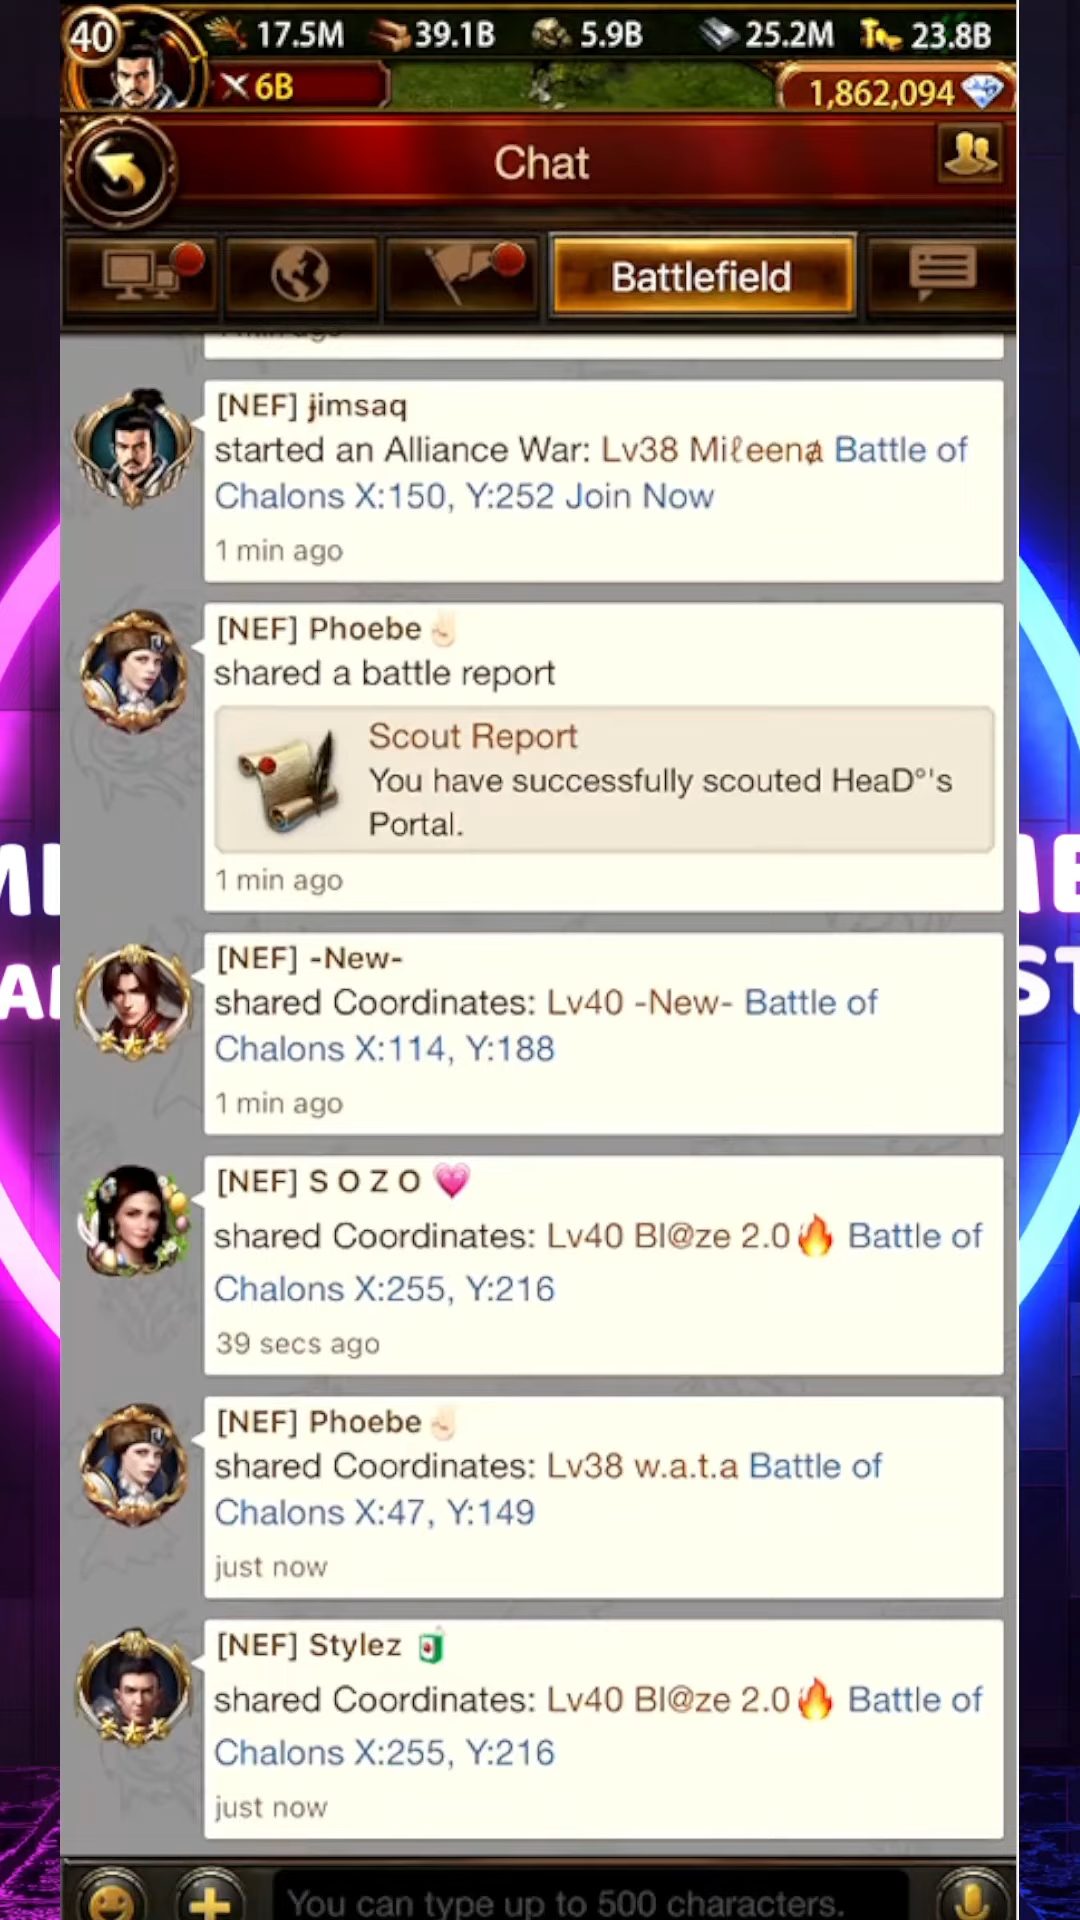 40 17.5M 39.1B 5.9B 25.2M 23.8B
6B 1,862,094
Chat
Battlefield
[NEF] jimsaq
started an Alliance War: Lv38 Miℓeena Battle of
Chalons X:150, Y:252 Join Now
1 min ago
[NEF] Phoebe✌🏻
shared a battle report
Scout Report
You have successfully scouted HeaD°'s
Portal.
1 min ago
[NEF] -New-
shared Coordinates: Lv40 -New- Battle of
Chalons X:114, Y:188
1 min ago
[NEF] S O Z O 💗
shared Coordinates: Lv40 Bl@ze 2.0🔥 Battle of
Chalons X:255, Y:216
39 secs ago
[NEF] Phoebe✌🏻
shared Coordinates: Lv38 w.a.t.a Battle of
Chalons X:47, Y:149
just now
[NEF] Stylez 🧃
shared Coordinates: Lv40 Bl@ze 2.0🔥 Battle of
Chalons X:255, Y:216
just now
You can type up to 500 characters.